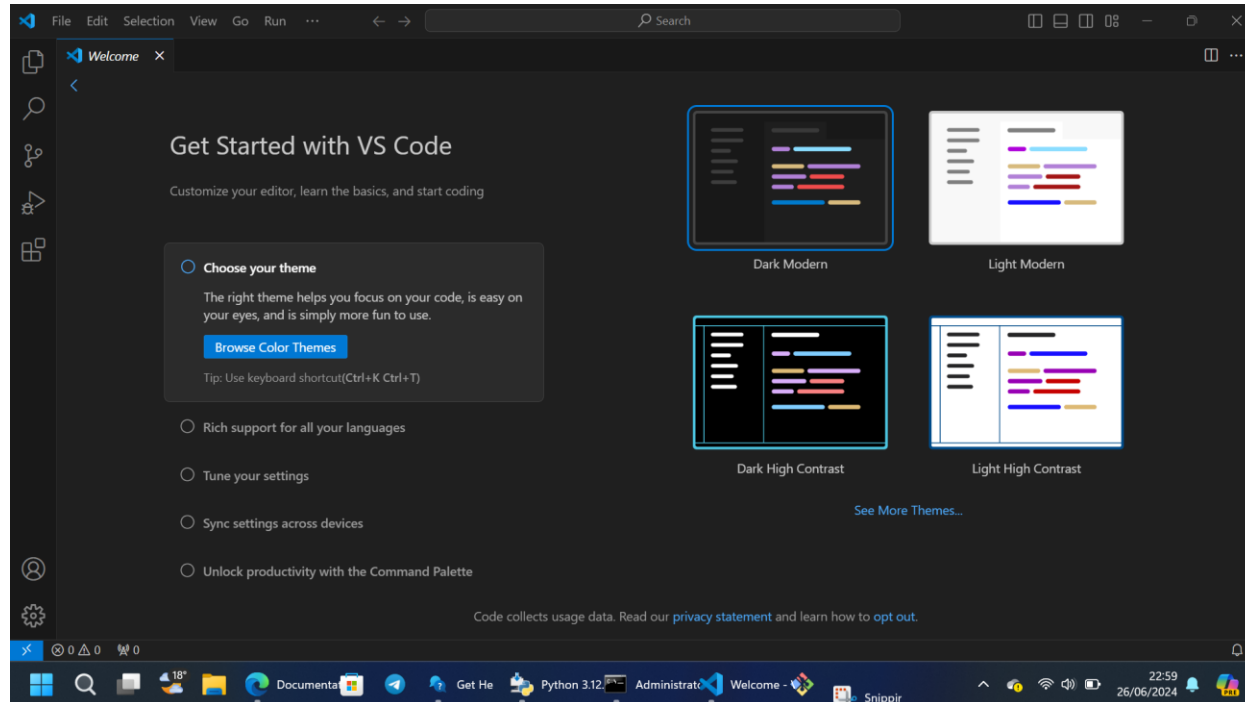 File Edit Selection View Go Run ···
Search
Welcome
Get Started with VS Code
Customize your editor, learn the basics, and start coding
Choose your theme
The right theme helps you focus on your code, is easy on
your eyes, and is simply more fun to use.
Browse Color Themes
Tip: Use keyboard shortcut(Ctrl+K Ctrl+T)
Rich support for all your languages
Tune your settings
Sync settings across devices
Unlock productivity with the Command Palette
Dark Modern
Light Modern
Dark High Contrast
Light High Contrast
See More Themes...
Code collects usage data. Read our privacy statement and learn how to opt out.
0 0 0
18°
Documenta
Get He
Python 3.12.
Administrato
Welcome -
Snippir
22:59
26/06/2024
PRE